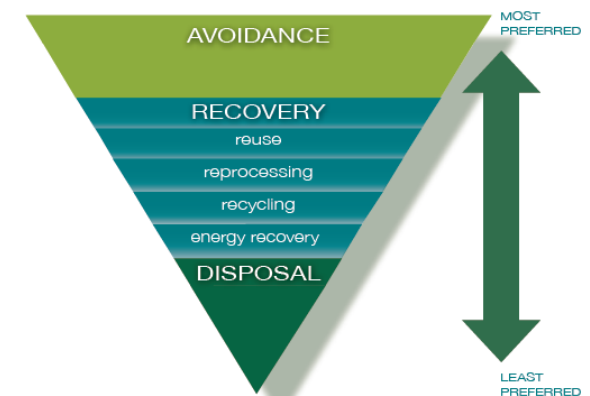 AVOIDANCE
RECOVERY
reuse
reprocessing
recycling
energy recovery
DISPOSAL
MOST
PREFERRED
LEAST
PREFERRED